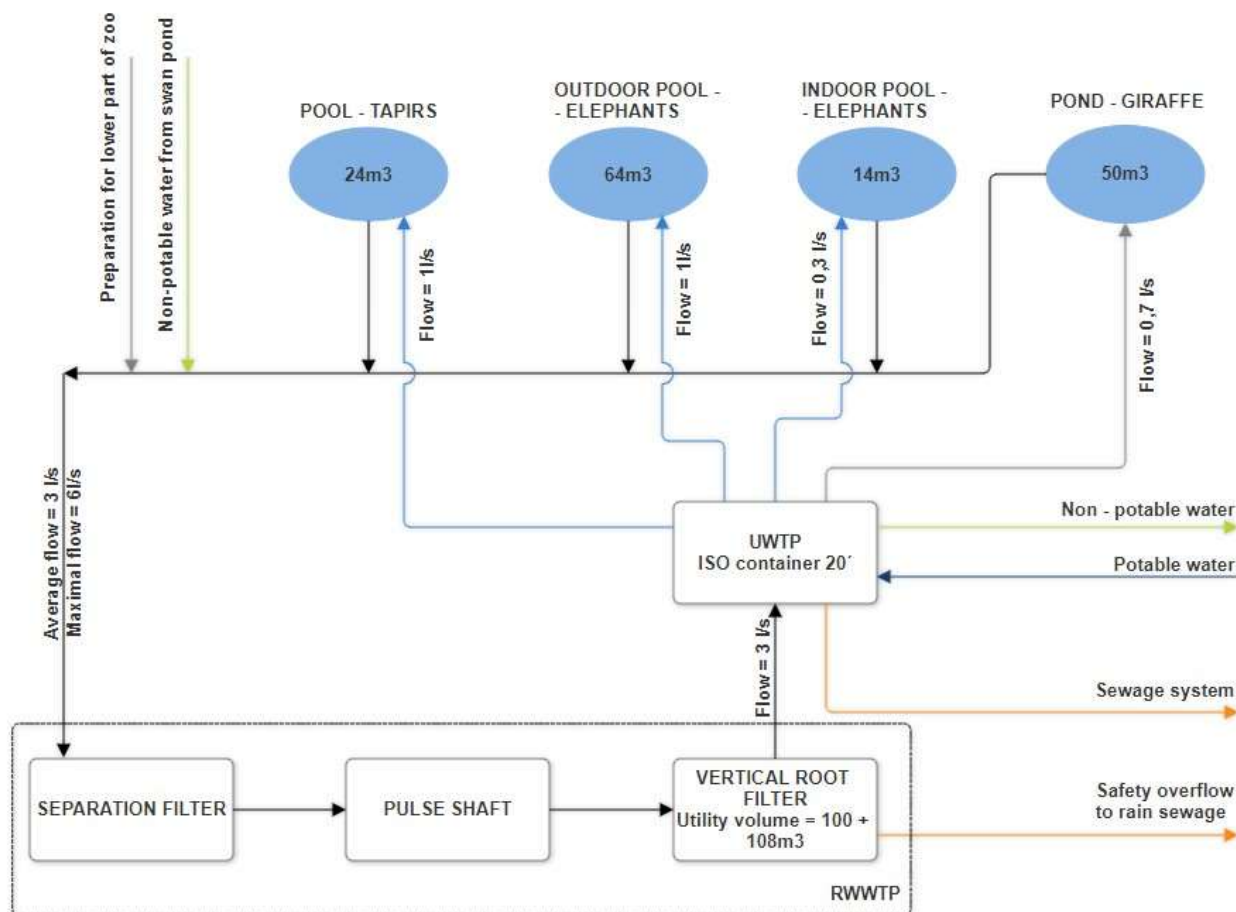 Preparation for lower part of zoo
Non-potable water from swan pond
POOL - TAPIRS
24m3
OUTDOOR POOL -
- ELEPHANTS
64m3
INDOOR POOL -
- ELEPHANTS
14m3
POND - GIRAFFE
50m3
Flow = 1l/s
Flow = 1l/s
Flow = 0,3 l/s
Flow = 0,7 l/s
Average flow = 3 l/s
Maximal flow = 6l/s
UWTP
ISO container 20´
Non - potable water
Potable water
Flow = 3 l/s
Sewage system
SEPARATION FILTER
PULSE SHAFT
VERTICAL ROOT
FILTER
Utility volume = 100 +
108m3
Safety overflow
to rain sewage
RWWTP